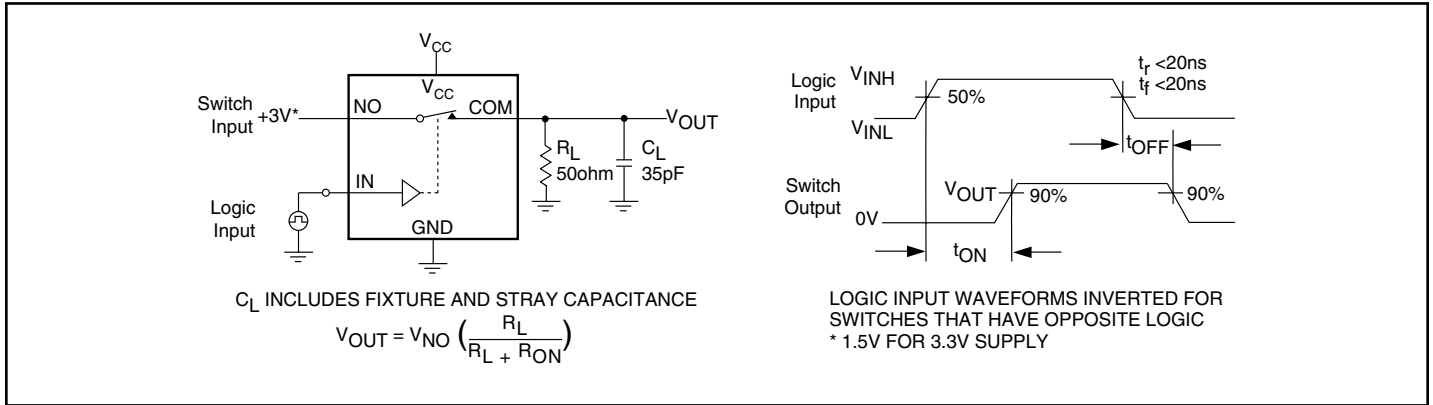 VCC
VCC
Switch
Input
+3V*
NO
COM
VOUT
RL
50ohm
CL
35pF
IN
Logic
Input
GND
CL INCLUDES FIXTURE AND STRAY CAPACITANCE
VOUT = VNO ( RL
RL + RON )
Logic
Input
VINH
VINL
50%
tr <20ns
tf <20ns
tOFF
Switch
Output
VOUT
0V
90%
90%
tON
LOGIC INPUT WAVEFORMS INVERTED FOR
SWITCHES THAT HAVE OPPOSITE LOGIC
* 1.5V FOR 3.3V SUPPLY